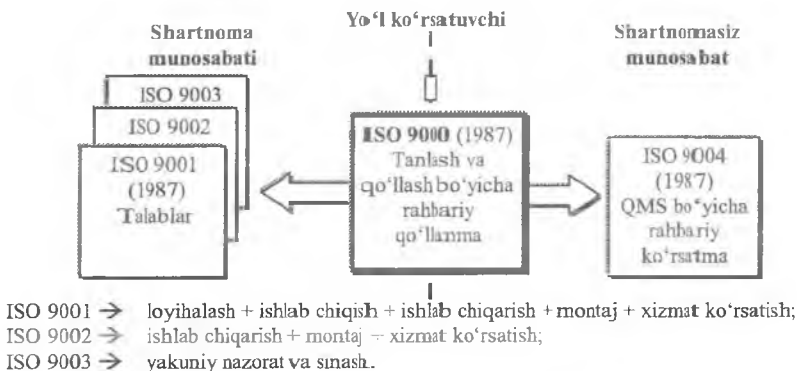 Yo‘l ko‘rsatuvchi
Shartnoma
munosabati
Shartnomasiz
munosabat
ISO 9003
ISO 9002
ISO 9001
(1987)
Talablar
ISO 9000 (1987)
Tanlash va
qo‘llash bo‘yicha
rahbariy
qo‘llanma
ISO 9004
(1987)
QMS bo‘yicha
rahbariy
ko‘rsatma
ISO 9001 → loyihalash + ishlab chiqish + ishlab chiqarish + montaj + xizmat ko‘rsatish;
ISO 9002 → ishlab chiqarish + montaj – xizmat ko‘rsatish;
ISO 9003 → yakuniy nazorat va sınash.